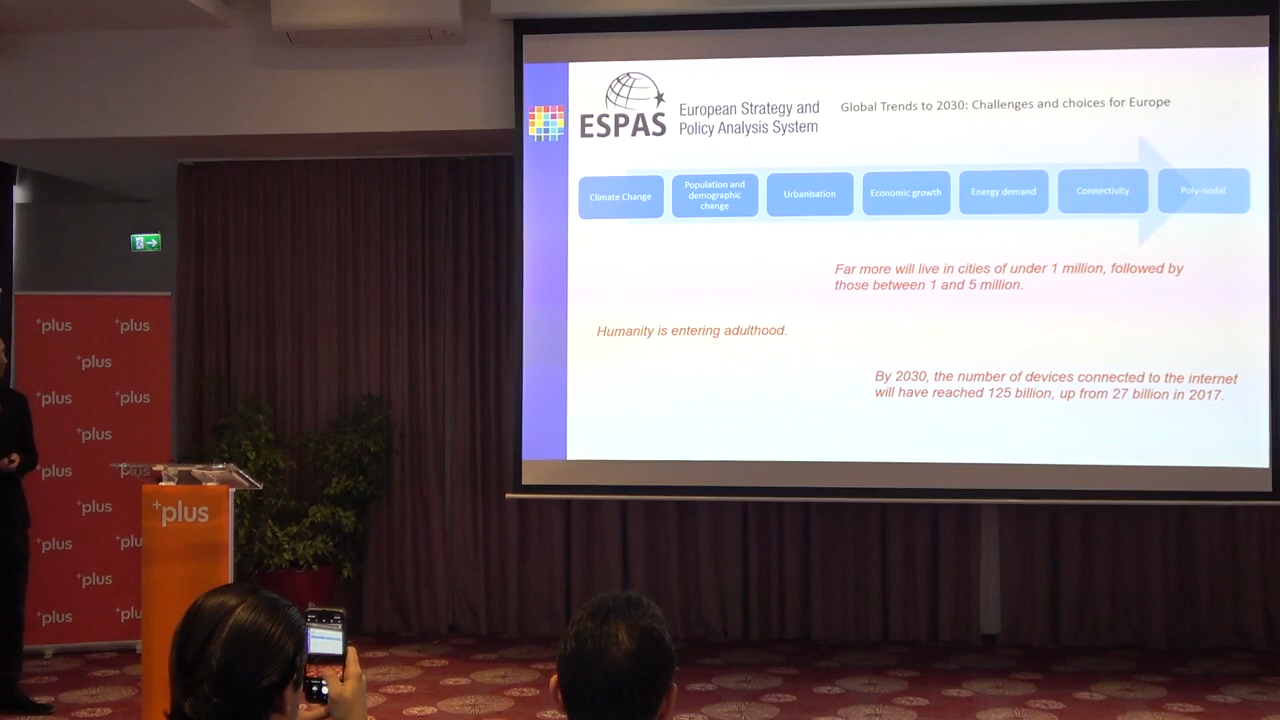 ESPAS
European Strategy and
Policy Analysis System
Global Trends to 2030: Challenges and choices for Europe
Climate Change
Population and
demographic
change
Urbanisation
Economic growth
Energy demand
Connectivity
Poly-nodal
Far more will live in cities of under 1 million, followed by
those between 1 and 5 million.
Humanity is entering adulthood.
By 2030, the number of devices connected to the internet
will have reached 125 billion, up from 27 billion in 2017.
+plus +plus
+plus
+plus +plus
+plus
+plus plus
+plus
+plus +plu
+plus
+plus +plu
+plus